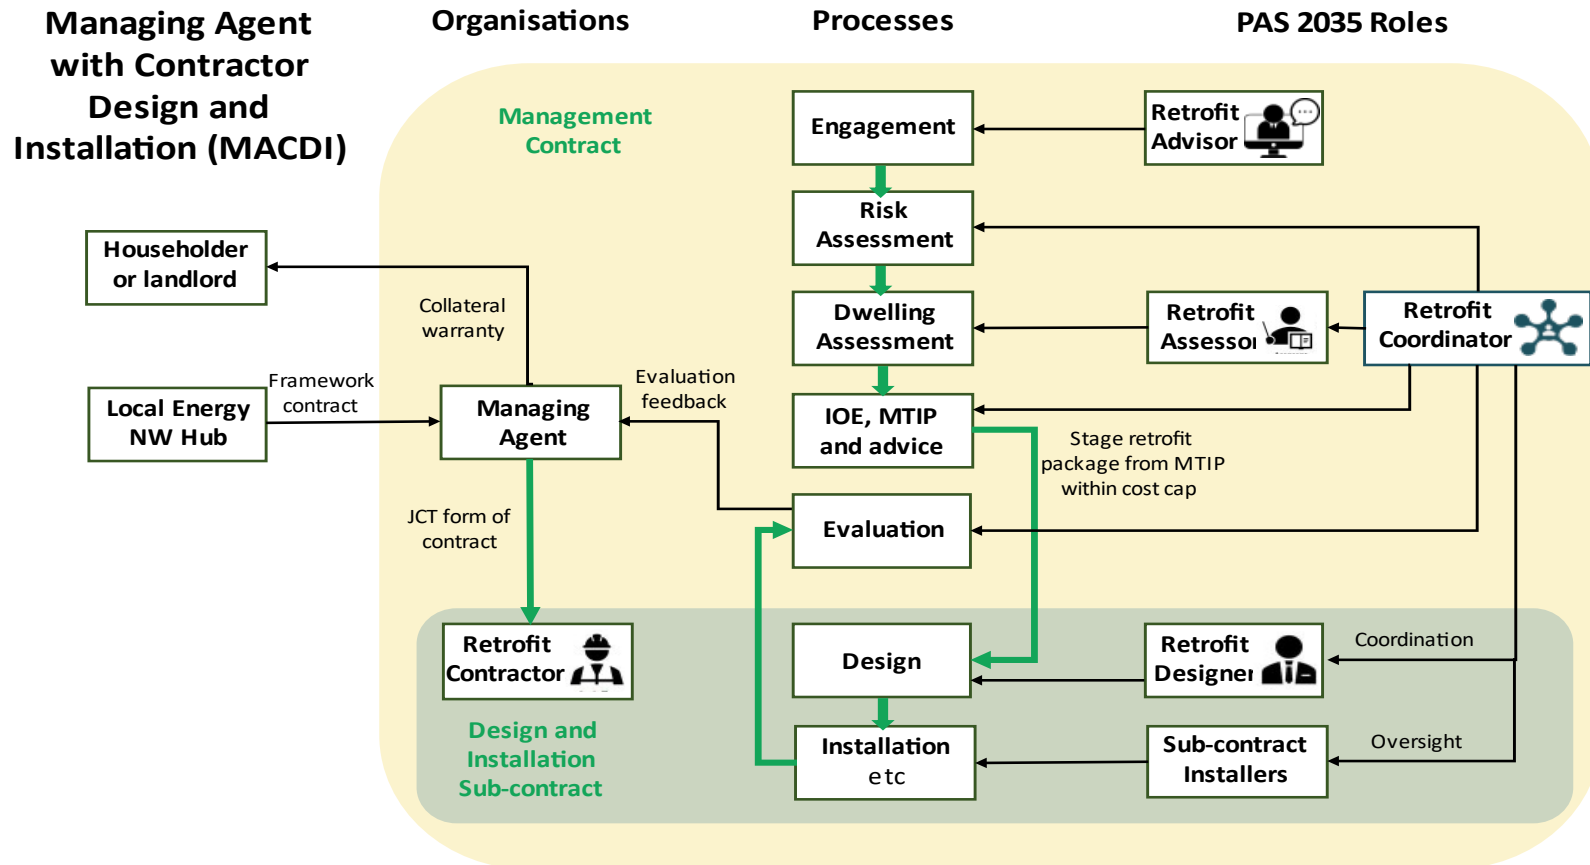 Managing Agent
with Contractor
Design and
Installation (MACDI)
Organisations
Processes
PAS 2035 Roles
Management
Contract
Engagement
Retrofit
Advisor
Risk
Assessment
Householder
or landlord
Collateral
warranty
Dwelling
Assessment
Retrofit
Assessor
Retrofit
Coordinator
Framework
contract
Evaluation
feedback
Local Energy
NW Hub
Managing
Agent
IOE, MTIP
and advice
Stage retrofit
package from MTIP
within cost cap
JCT form of
contract
Evaluation
Retrofit
Contractor
Design
Retrofit
Designer
Coordination
Design and
Installation
Sub-contract
Installation
etc
Sub-contract
Installers
Oversight